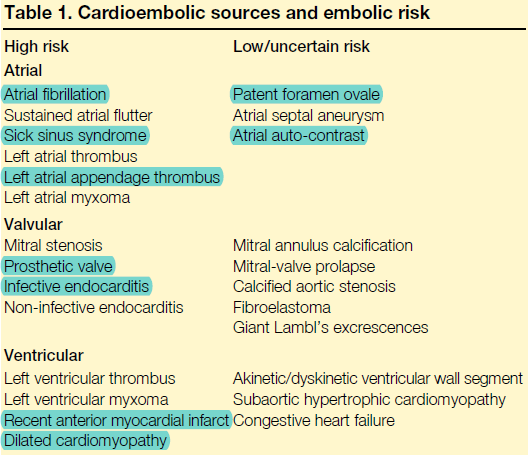 Table 1. Cardioembolic sources and embolic risk
High risk Low/uncertain risk
Atrial
Atrial fibrillation Patent foramen ovale
Sustained atrial flutter Atrial septal aneurysm
Sick sinus syndrome Atrial auto-contrast
Left atrial thrombus
Left atrial appendage thrombus
Left atrial myxoma
Valvular
Mitral stenosis Mitral annulus calcification
Prosthetic valve Mitral-valve prolapse
Infective endocarditis Calcified aortic stenosis
Non-infective endocarditis Fibroelastoma
Giant Lambl's excrescences
Ventricular
Left ventricular thrombus Akinetic/dyskinetic ventricular wall segment
Left ventricular myxoma Subaortic hypertrophic cardiomyopathy
Recent anterior myocardial infarct Congestive heart failure
Dilated cardiomyopathy